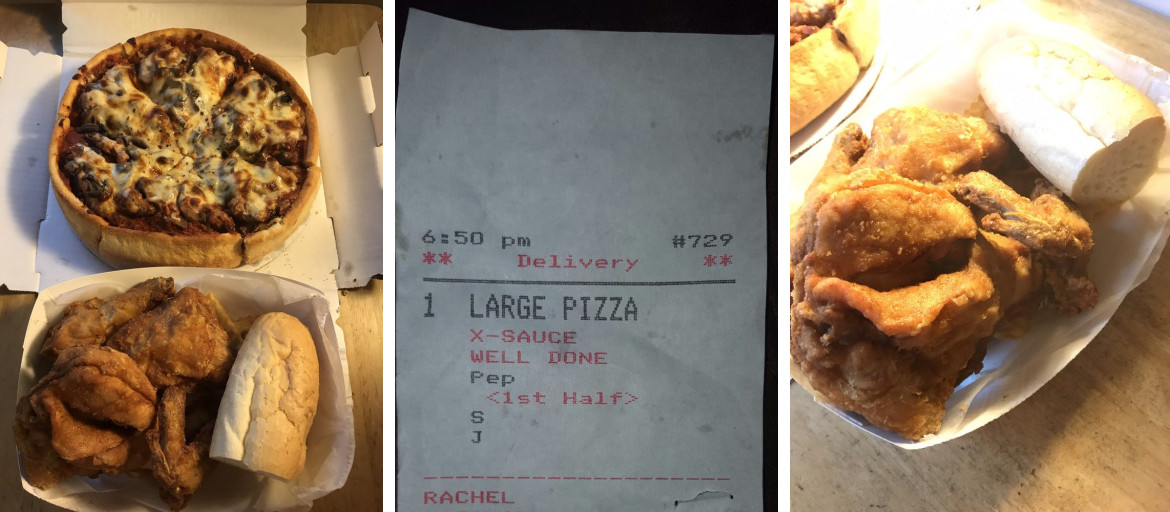 6:50 pm #729
** Delivery **
1 LARGE PIZZA
X-SAUCE
WELL DONE
Pep
<1st Half>
S
J
RACHEL